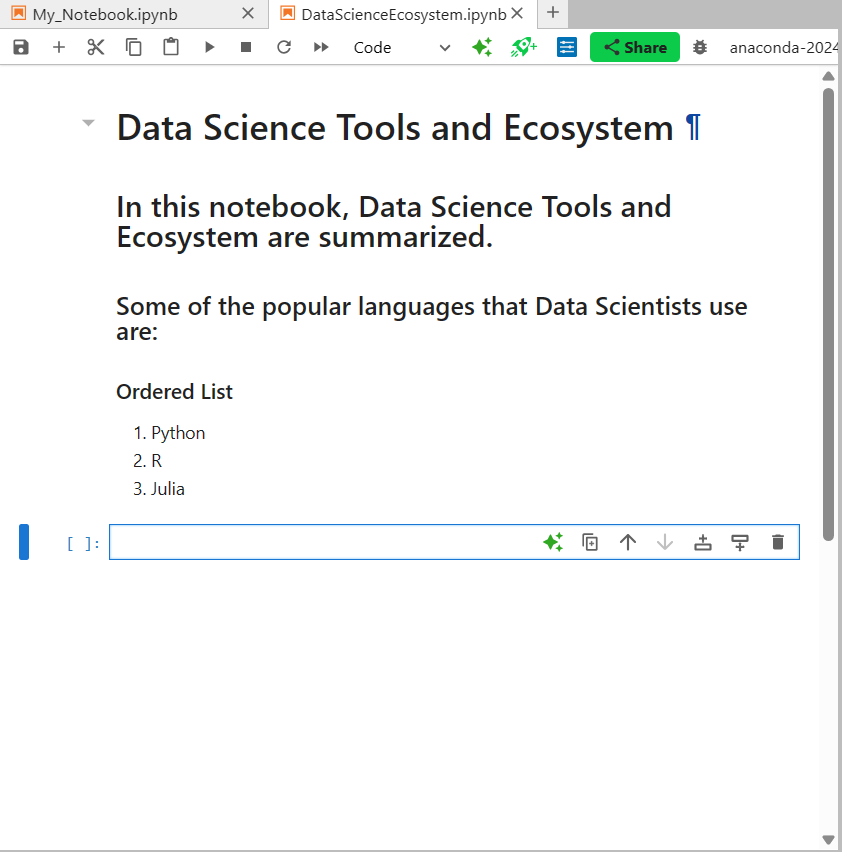 My_Notebook.ipynb
DataScienceEcosystem.ipynb
Code
Share
anaconda-2024
Data Science Tools and Ecosystem ¶
In this notebook, Data Science Tools and
Ecosystem are summarized.
Some of the popular languages that Data Scientists use
are:
Ordered List
1. Python
2. R
3. Julia
[ ]: